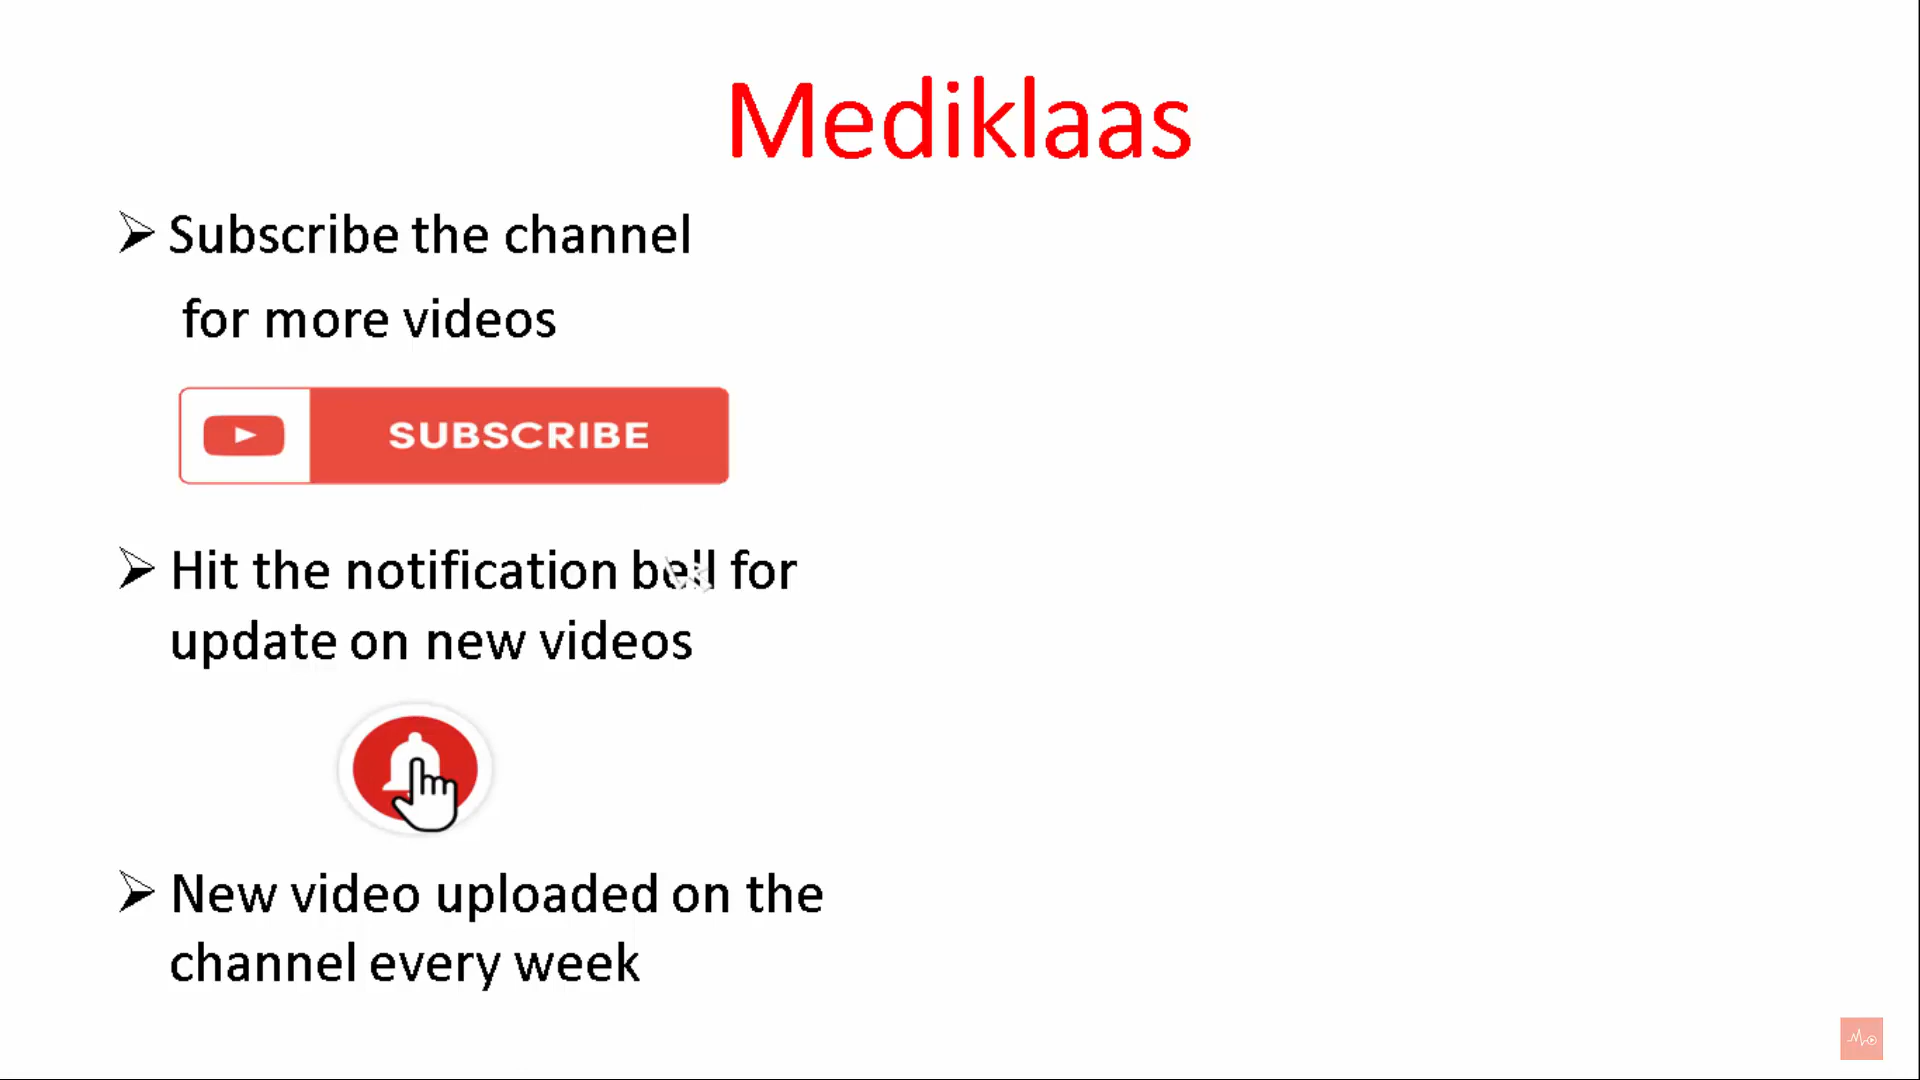 Mediklaas
Subscribe the channel
for more videos
SUBSCRIBE
Hit the notification bell for
update on new videos
New video uploaded on the
channel every week